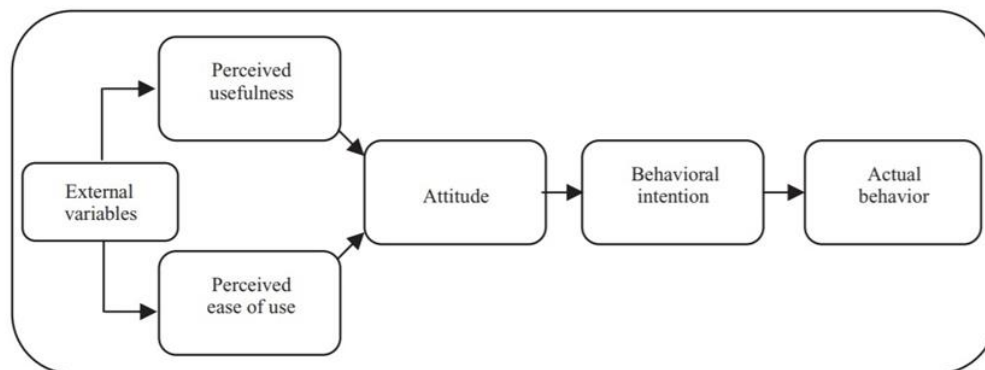 Perceived
usefulness
External
variables
Perceived
ease of use
Attitude
Behavioral
intention
Actual
behavior